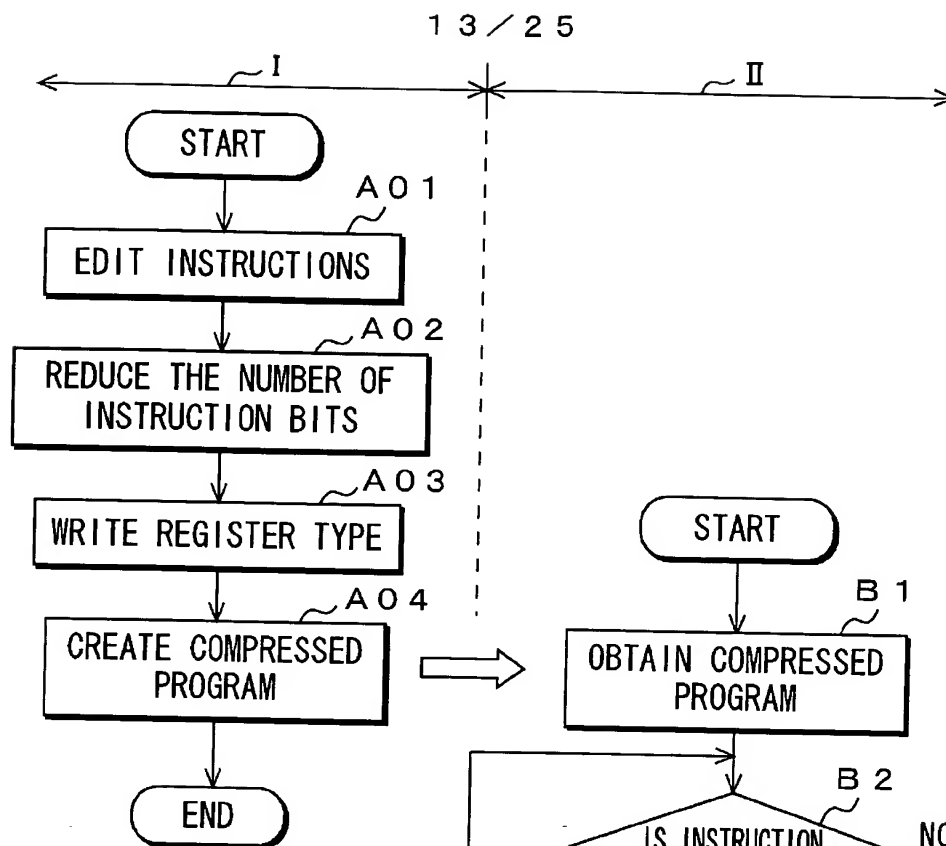 13/25
I
II
START
A01
EDIT INSTRUCTIONS
A02
REDUCE THE NUMBER OF
INSTRUCTION BITS
A03
WRITE REGISTER TYPE
A04
CREATE COMPRESSED
PROGRAM
END
START
B1
OBTAIN COMPRESSED
PROGRAM
B2
IS INSTRUCTION
NO